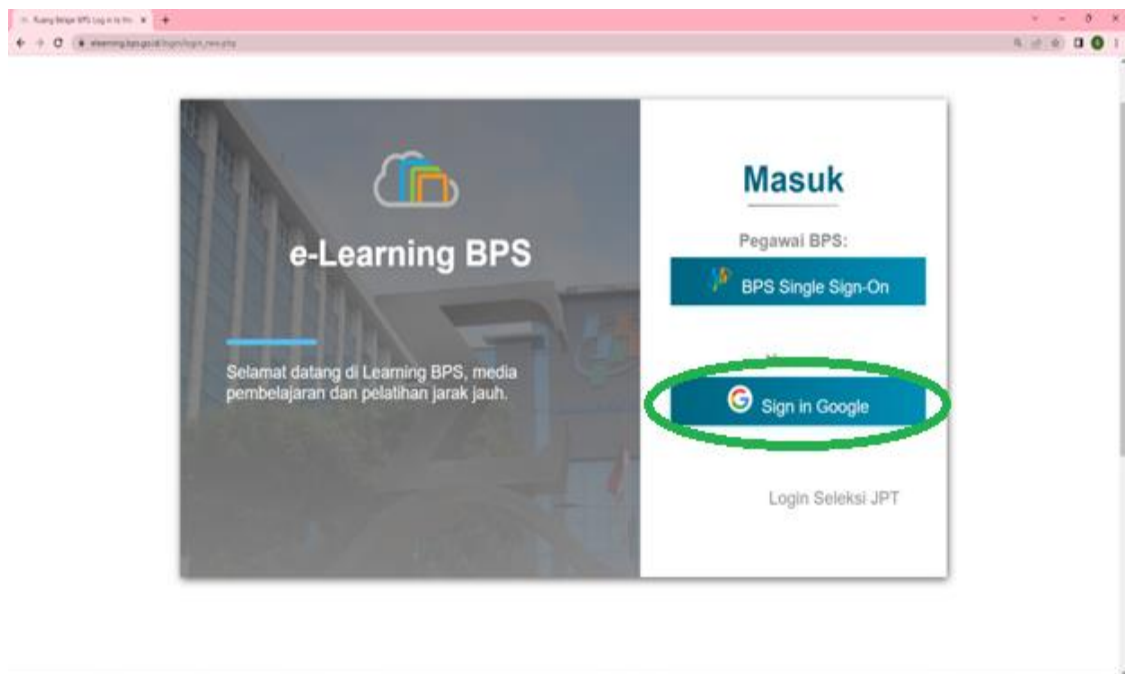 e-Learning BPS
Selamat datang di Learning BPS, media
pembelajaran dan pelatihan jarak jauh.
Masuk
Pegawai BPS:
BPS Single Sign-On
Sign in Google
Login Seleksi JPT